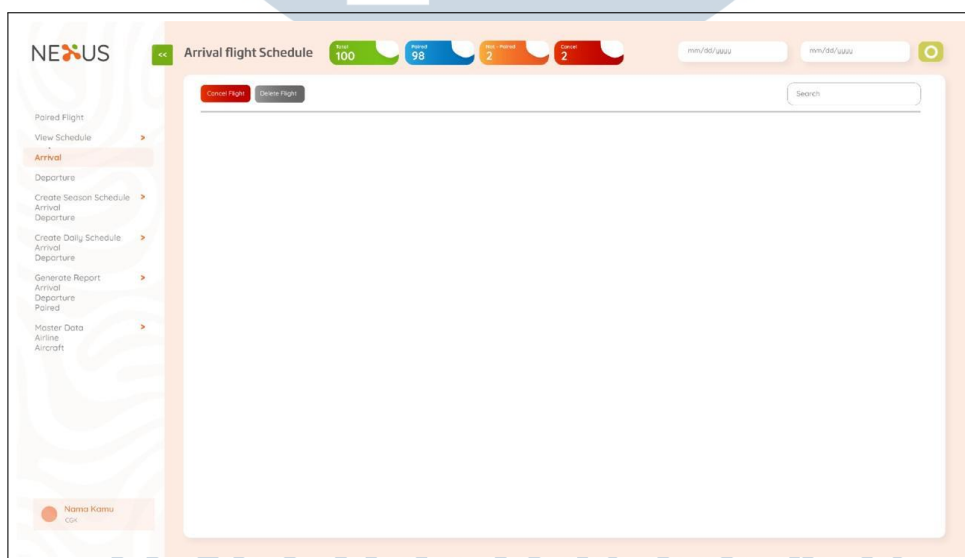 NEXUS
<<
Arrival flight Schedule
Total
100
Paired
98
Not - Paired
2
Cancel
2
mm/dd/yyyy
mm/dd/yyyy
Cancel Flight
Delete Flight
Search
Paired Flight
View Schedule >
Arrival
Departure
Create Season Schedule >
Arrival
Departure
Create Daily Schedule >
Arrival
Departure
Generate Report >
Arrival
Departure
Paired
Master Data >
Airline
Aircraft
Nama Kamu
CGK